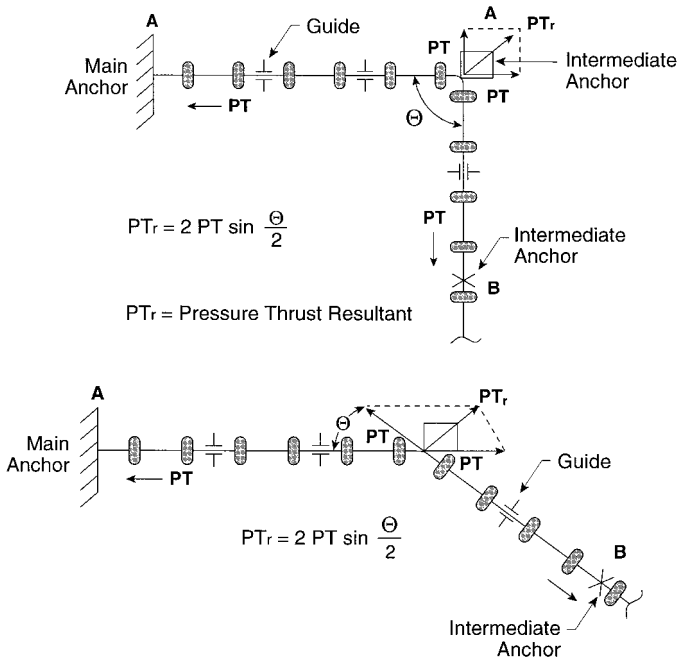 A
Guide
A
PTr
PT
Intermediate
Anchor
Main
Anchor
PT
PT
Θ
PT
PTr = 2 PT sin Θ/2
Intermediate
Anchor
B
PTr = Pressure Thrust Resultant
A
PTr
Θ
PT
Main
Anchor
PT
PT
Guide
PTr = 2 PT sin Θ/2
B
Intermediate
Anchor